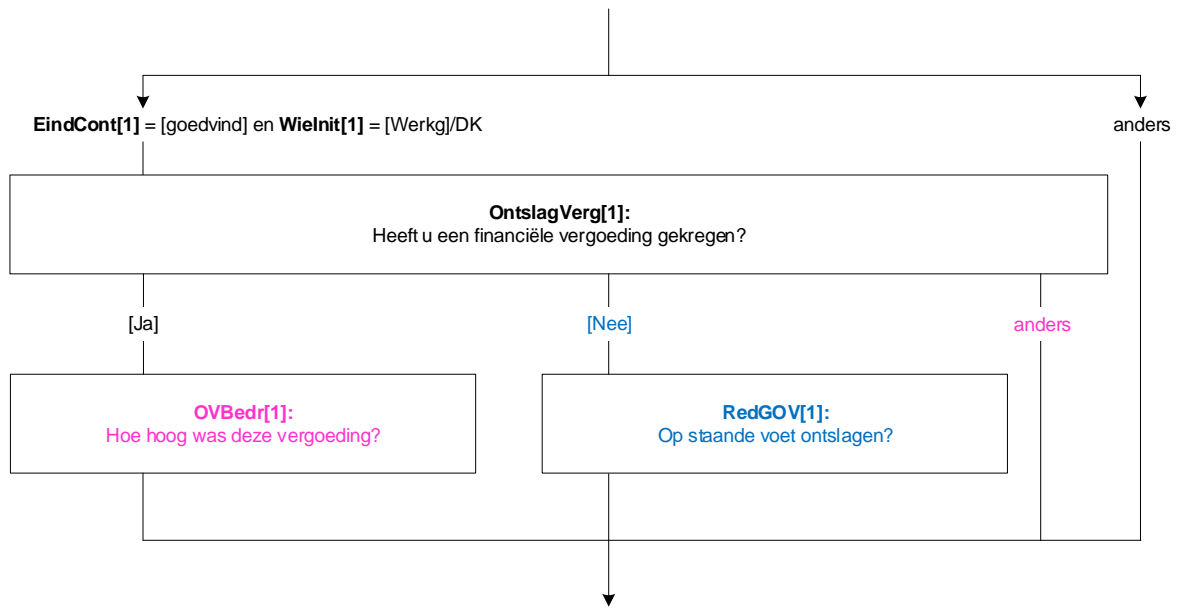 EindCont[1] = [goedvind] en WieInit[1] = [Werkg]/DK
anders
OntslagVerg[1]:
Heeft u een financiële vergoeding gekregen?
[Ja]
[Nee]
anders
OVBedr[1]:
Hoe hoog was deze vergoeding?
RedGOV[1]:
Op staande voet ontslagen?